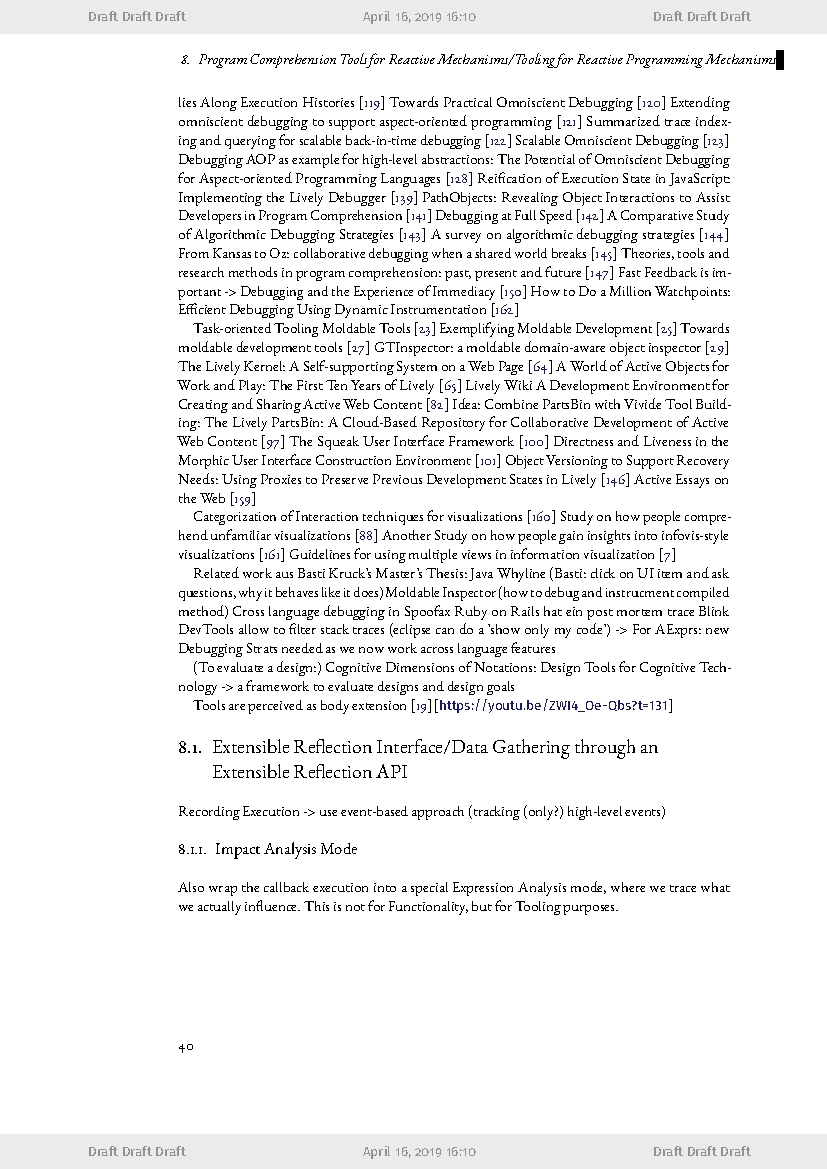 Draft Draft Draft April 16, 2019 16:10 Draft Draft Draft
8. Program Comprehension Tools for Reactive Mechanisms/Tooling for Reactive Programming Mechanisms
lies Along Execution Histories [119] Towards Practical Omniscient Debugging [120] Extending
omniscient debugging to support aspect-oriented programming [121] Summarized trace index-
ing and querying for scalable back-in-time debugging [122] Scalable Omniscient Debugging [123]
Debugging AOP as example for high-level abstractions: The Potential of Omniscient Debugging
for Aspect-oriented Programming Languages [128] Reification of Execution State in JavaScript:
Implementing the Lively Debugger [139] PathObjects: Revealing Object Interactions to Assist
Developers in Program Comprehension [141] Debugging at Full Speed [142] A Comparative Study
of Algorithmic Debugging Strategies [143] A survey on algorithmic debugging strategies [144]
From Kansas to Oz: collaborative debugging when a shared world breaks [145] Theories, tools and
research methods in program comprehension: past, present and future [147] Fast Feedback is im-
portant -> Debugging and the Experience of Immediacy [150] How to Do a Million Watchpoints:
Efficient Debugging Using Dynamic Instrumentation [162]
Task-oriented Tooling Moldable Tools [23] Exemplifying Moldable Development [25] Towards
moldable development tools [27] GTInspector: a moldable domain-aware object inspector [29]
The Lively Kernel: A Self-supporting System on a Web Page [64] A World of Active Objects for
Work and Play: The First Ten Years of Lively [65] Lively Wiki A Development Environment for
Creating and Sharing Active Web Content [82] Idea: Combine PartsBin with Vivide Tool Build-
ing: The Lively PartsBin: A Cloud-Based Repository for Collaborative Development of Active
Web Content [97] The Squeak User Interface Framework [100] Directness and Liveness in the
Morphic User Interface Construction Environment [101] Object Versioning to Support Recovery
Needs: Using Proxies to Preserve Previous Development States in Lively [146] Active Essays on
the Web [159]
Categorization of Interaction techniques for visualizations [160] Study on how people compre-
hend unfamiliar visualizations [88] Another Study on how people gain insights into infovis-style
visualizations [161] Guidelines for using multiple views in information visualization [7]
Related work aus Basti Kruck's Master's Thesis: Java Whyline (Basti: click on UI item and ask
questions, why it behaves like it does) Moldable Inspector (how to debug and instrucment compiled
method) Cross language debugging in Spoofax Ruby on Rails hat ein post mortem trace Blink
DevTools allow to filter stack traces (eclipse can do a 'show only my code') -> For AExprs: new
Debugging Strats needed as we now work across language features
(To evaluate a design:) Cognitive Dimensions of Notations: Design Tools for Cognitive Tech-
nology -> a framework to evaluate designs and design goals
Tools are perceived as body extension [19][https://youtu.be/ZWI4_Oe-Qbs?t=131]
8.1. Extensible Reflection Interface/Data Gathering through an
Extensible Reflection API
Recording Execution -> use event-based approach (tracking (only?) high-level events)
8.1.1. Impact Analysis Mode
Also wrap the callback execution into a special Expression Analysis mode, where we trace what
we actually influence. This is not for Functionality, but for Tooling purposes.
40
Draft Draft Draft April 16, 2019 16:10 Draft Draft Draft